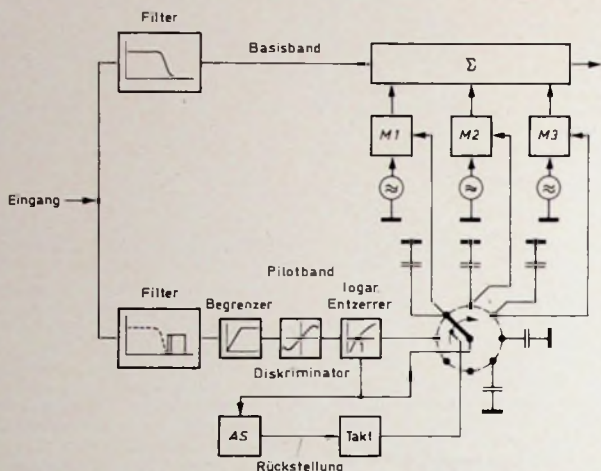 Filter
Basisband
Σ
M1
M2
M3
Eingang
Pilotband
Filter
Begrenzer
logar.
Entzerrer
Diskriminator
AS
Takt
Rückstellung